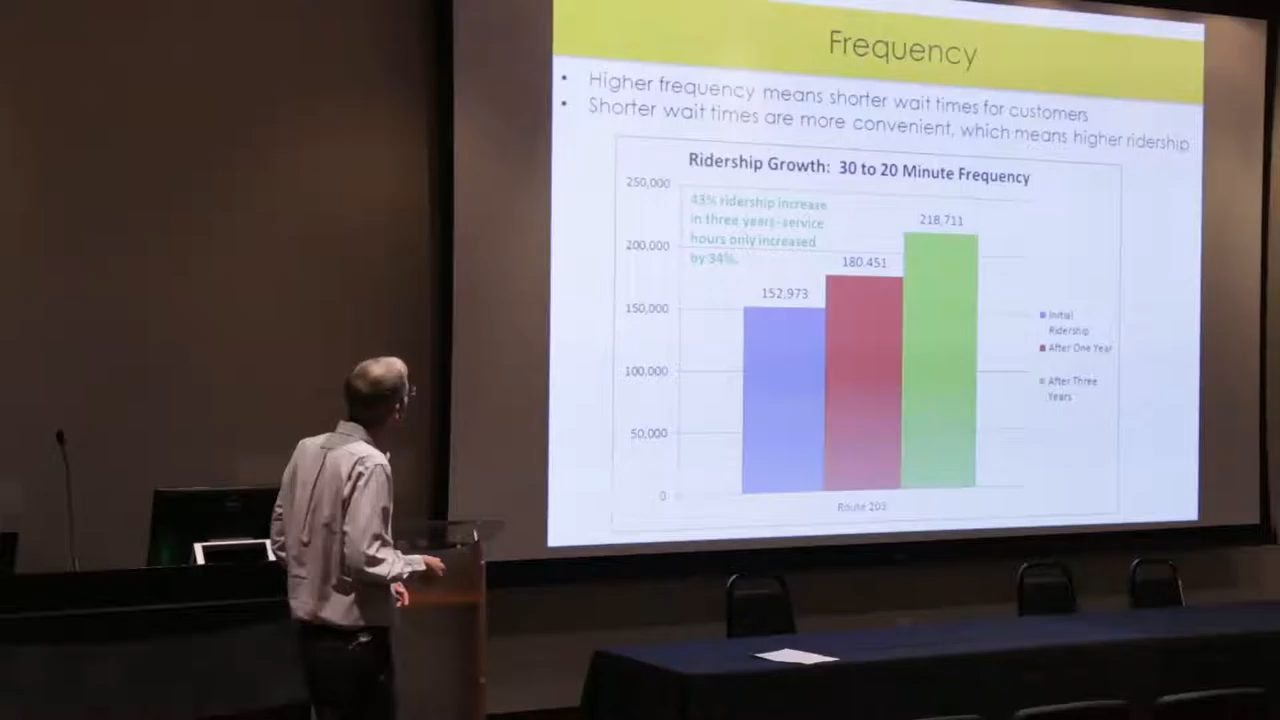 Frequency
• Higher frequency means shorter wait times for customers
• Shorter wait times are more convenient, which means higher ridership
Ridership Growth: 30 to 20 Minute Frequency
250,000
43% ridership increase
in three years-service
hours only increased
by 34%.
200,000
150,000
100,000
50,000
0
152,973
180,451
218,711
Route 203
Initial
Ridership
After One Year
After Three
Years